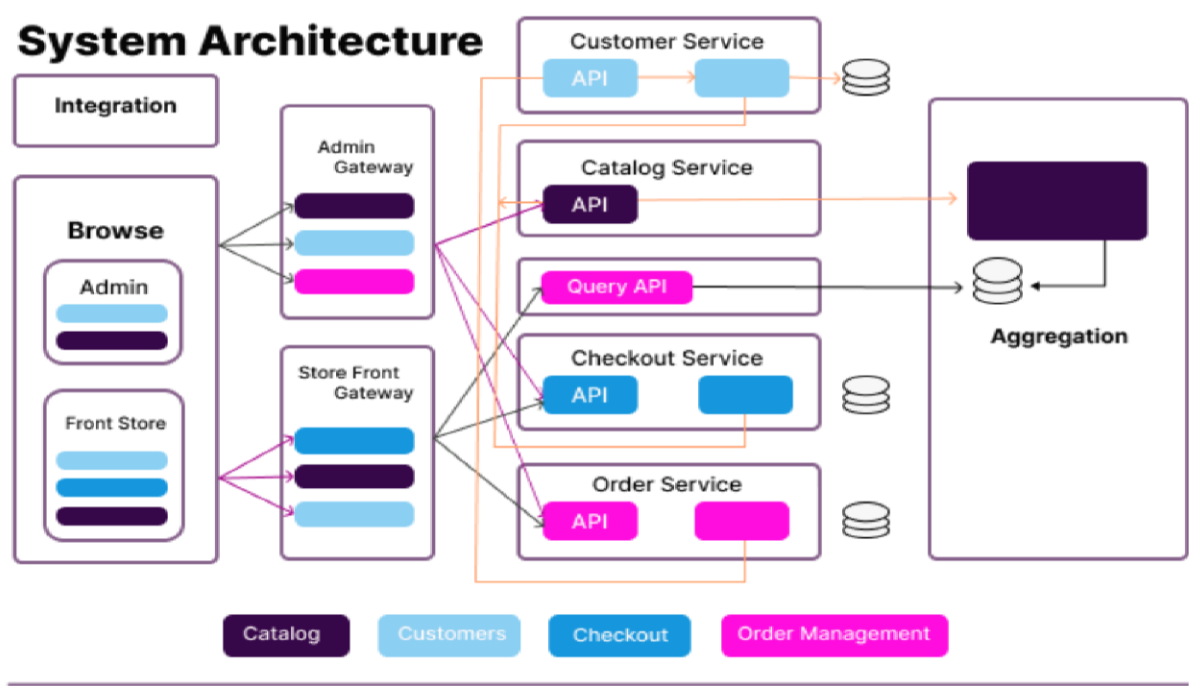 System Architecture
Integration
Browse
Admin
Front Store
Admin
Gateway
Store Front
Gateway
Customer Service
API
Catalog Service
API
Query API
Checkout Service
API
Order Service
API
Aggregation
Catalog
Customers
Checkout
Order Management